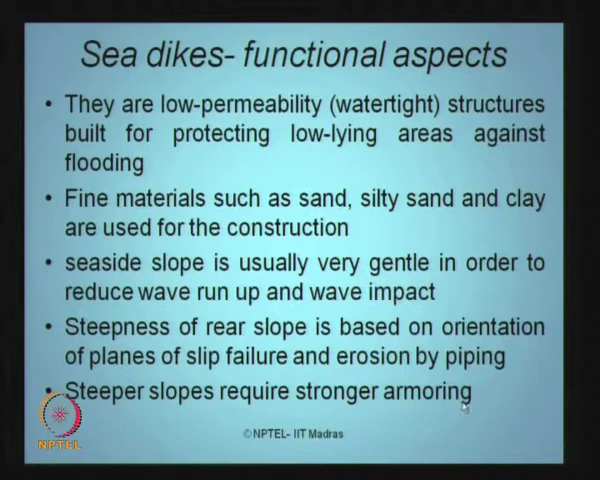 Sea dikes- functional aspects
• They are low-permeability (watertight) structures
built for protecting low-lying areas against
flooding
• Fine materials such as sand, silty sand and clay
are used for the construction
• seaside slope is usually very gentle in order to
reduce wave run up and wave impact
• Steepness of rear slope is based on orientation
of planes of slip failure and erosion by piping
• Steeper slopes require stronger armoring
NPTEL
© NPTEL- IIT Madras